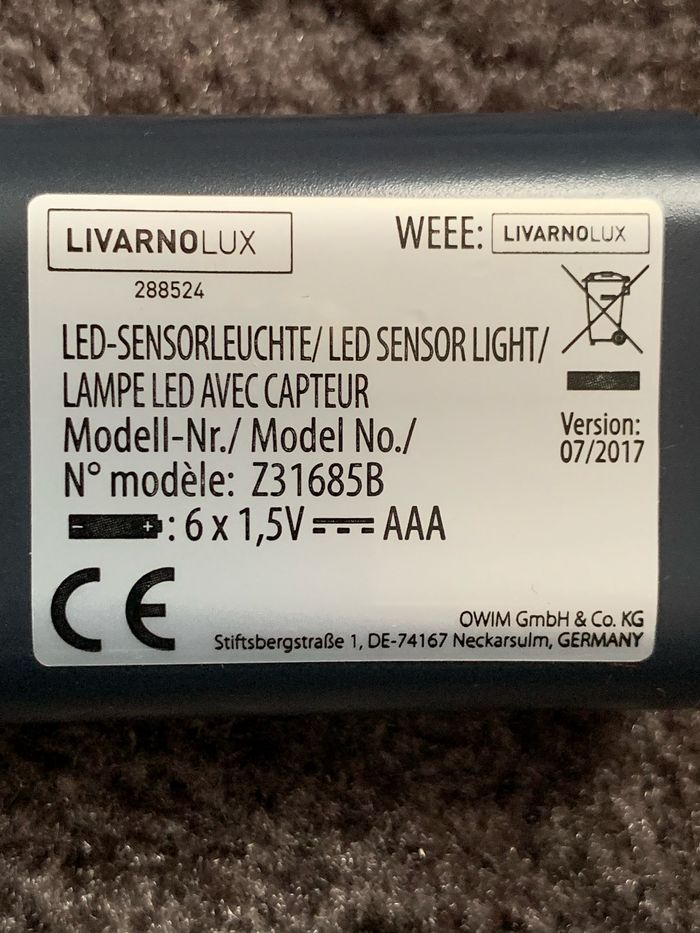 LIVARNOLUX
288524
WEEE: LIVARNOLUX
LED-SENSORLEUCHTE/ LED SENSOR LIGHT/
LAMPE LED AVEC CAPTEUR
Modell-Nr./ Model No./
N° modèle: Z31685B
- + : 6 x 1,5V AAA
Version:
07/2017
CE
OWIM GmbH & Co. KG
Stiftsbergstraße 1, DE-74167 Neckarsulm, GERMANY